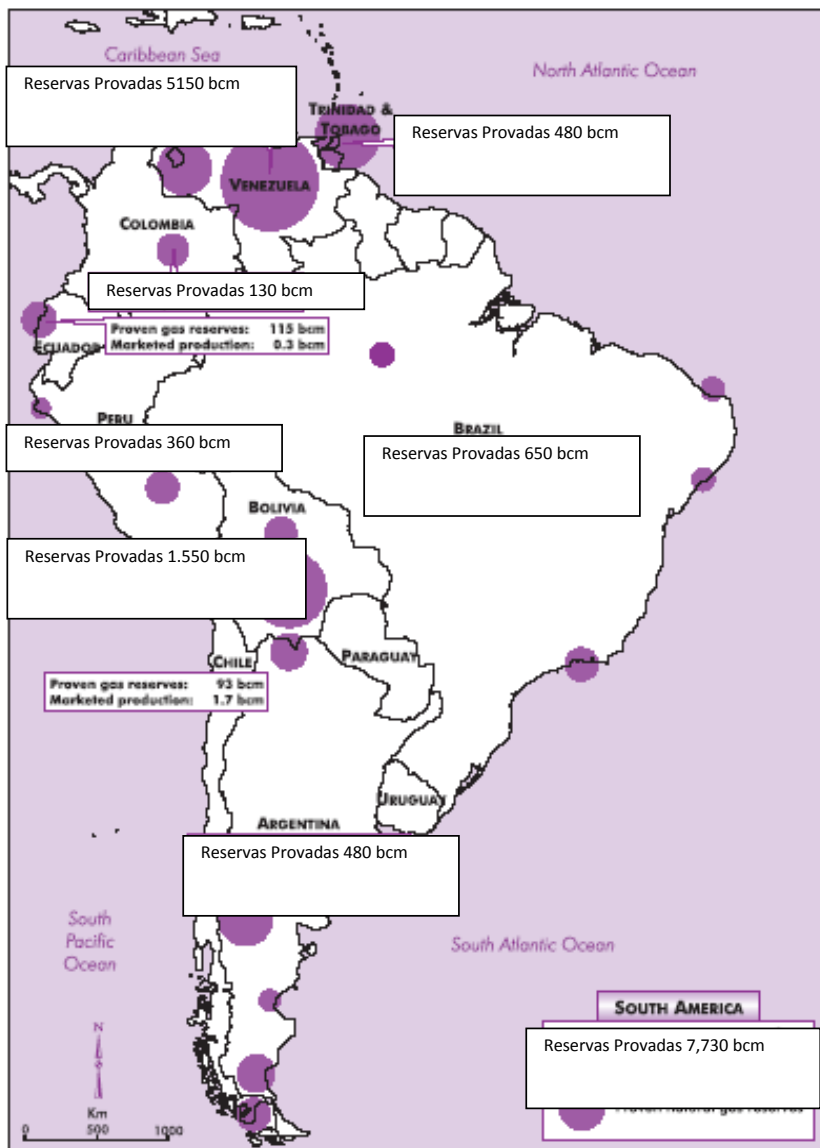 Caribbean Sea
North Atlantic Ocean
Reservas Provadas 5150 bcm
TRINIDAD &
TOBAGO
Reservas Provadas 480 bcm
VENEZUELA
COLOMBIA
Reservas Provadas 130 bcm
Proven gas reserves: 115 bcm
Marketed production: 0.3 bcm
ECUADOR
PERU
BRAZIL
Reservas Provadas 360 bcm
Reservas Provadas 650 bcm
BOLIVIA
Reservas Provadas 1.550 bcm
PARAGUAY
CHILE
Proven gas reserves: 93 bcm
Marketed production: 1.7 bcm
URUGUAY
ARGENTINA
Reservas Provadas 480 bcm
South
Pacific
Ocean
South Atlantic Ocean
SOUTH AMERICA
Reservas Provadas 7,730 bcm
N
Km
0 500 1000